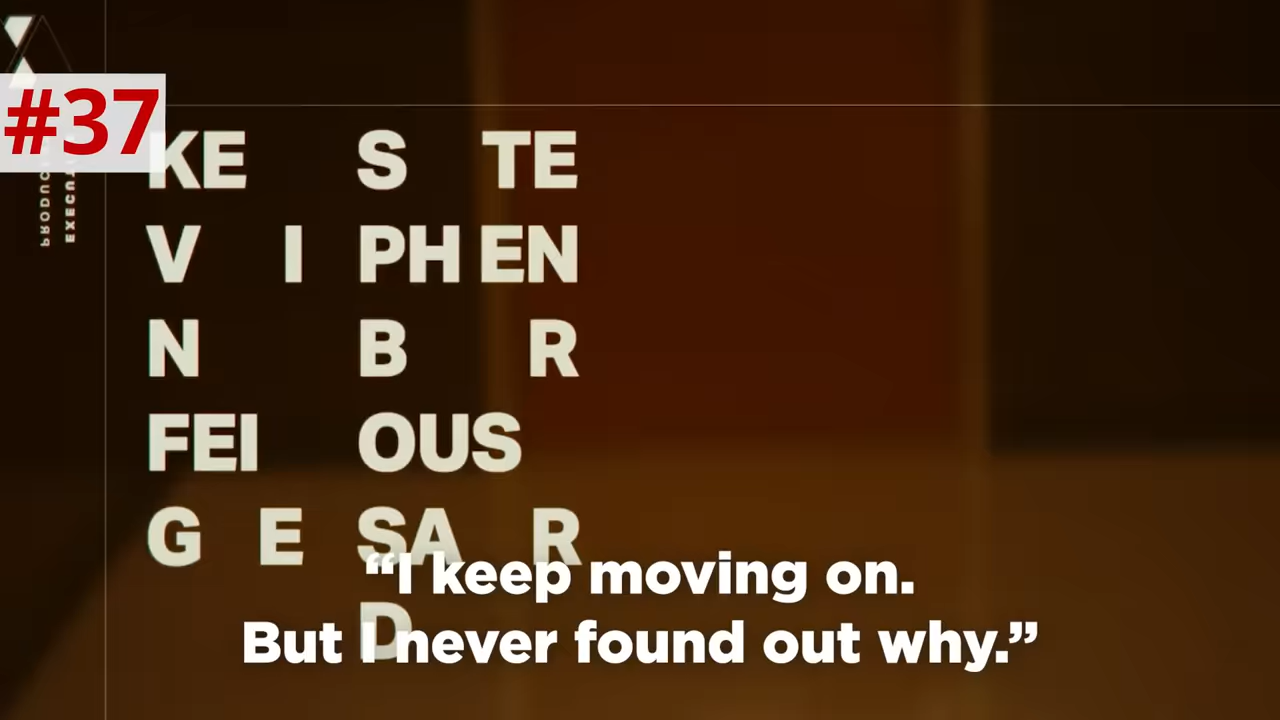 #37
KE S TE
V I PH EN
N B R
FEI OUS
G E SA R
D
“I keep moving on.
But I never found out why.”